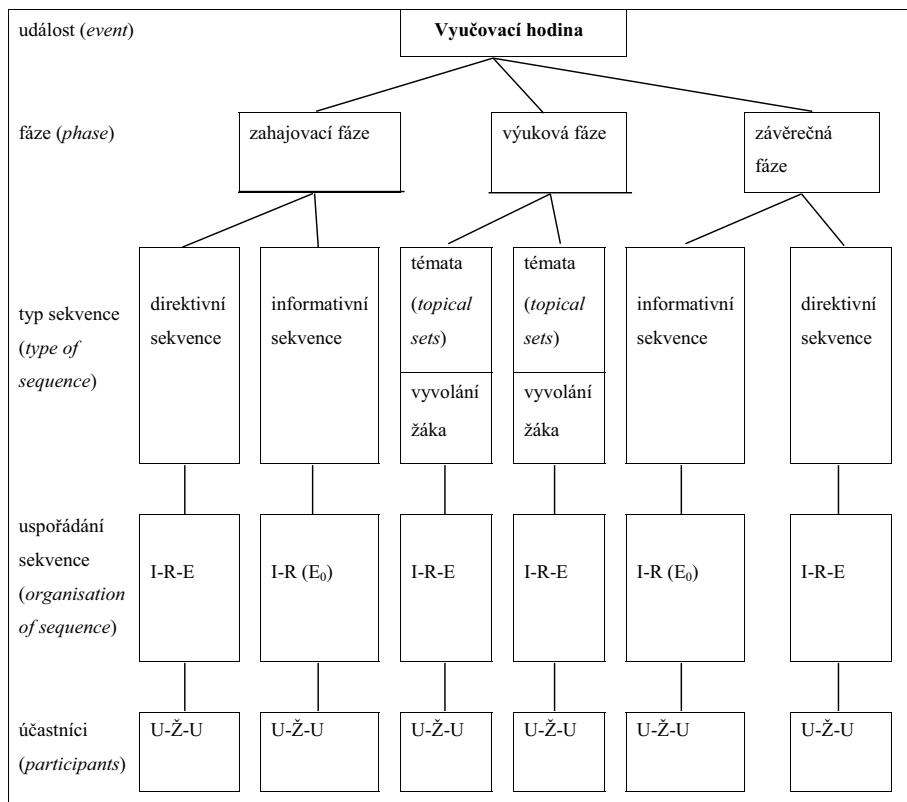 událost (event)
Vyučovací hodina
fáze (phase)
zahajovací fáze
výuková fáze
závěrečná
fáze
typ sekvence
(type of
sequence)
direktivní
sekvence
informativní
sekvence
témata
(topical
sets)
vyvolání
žáka
témata
(topical
sets)
vyvolání
žáka
informativní
sekvence
direktivní
sekvence
uspořádání
sekvence
(organisation
of sequence)
I-R-E
I-R (E₀)
I-R-E
I-R-E
I-R (E₀)
I-R-E
účastníci
(participants)
U-Ž-U
U-Ž-U
U-Ž-U
U-Ž-U
U-Ž-U
U-Ž-U